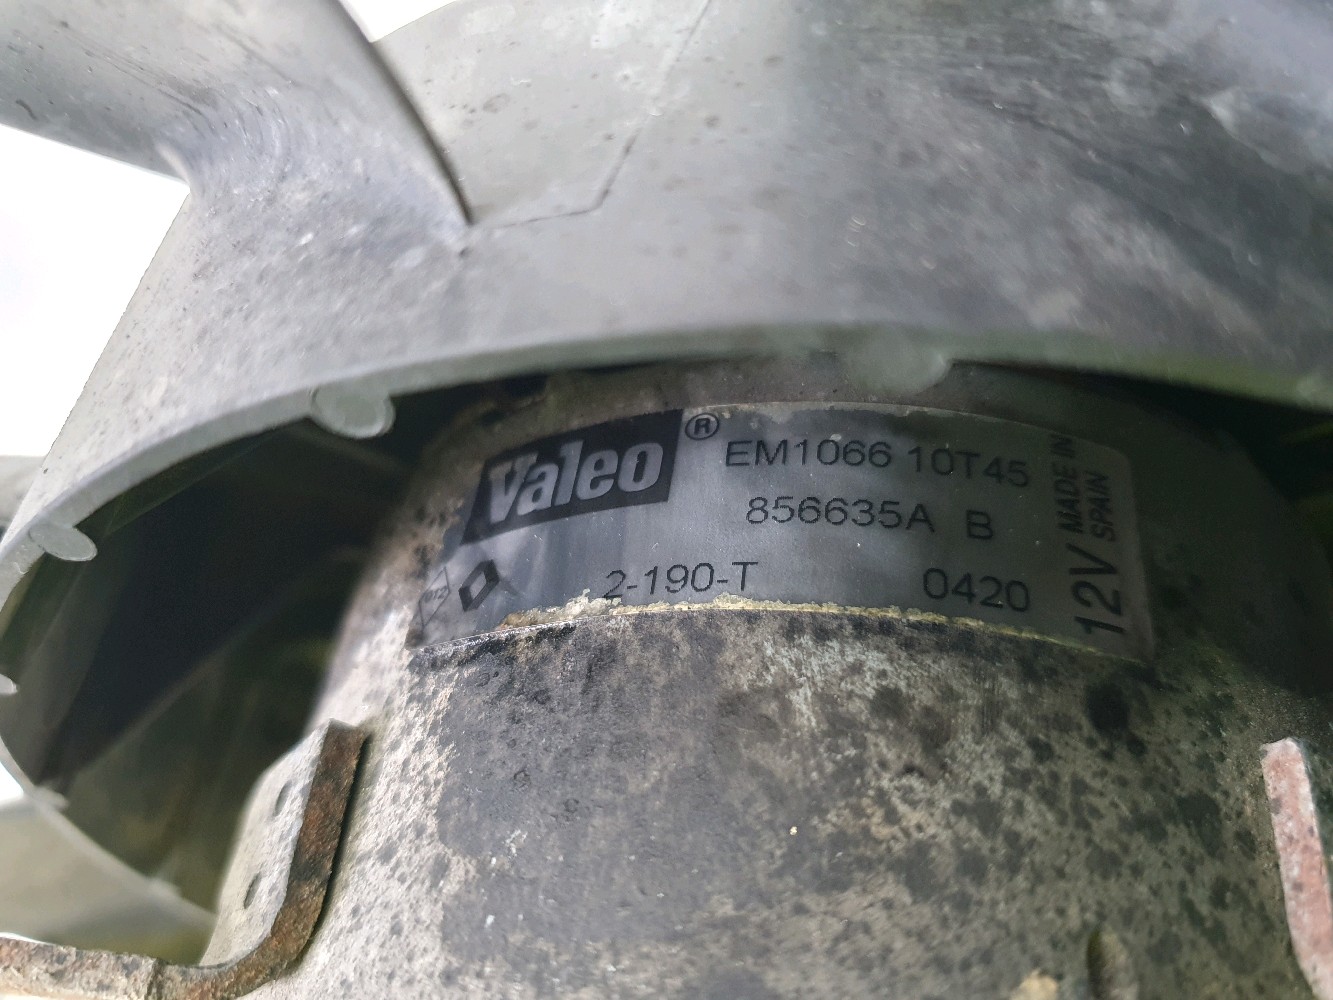 Valeo®
EM1066 10T45
856635A B
2-190-T 0420
12V MADE IN
SPAIN